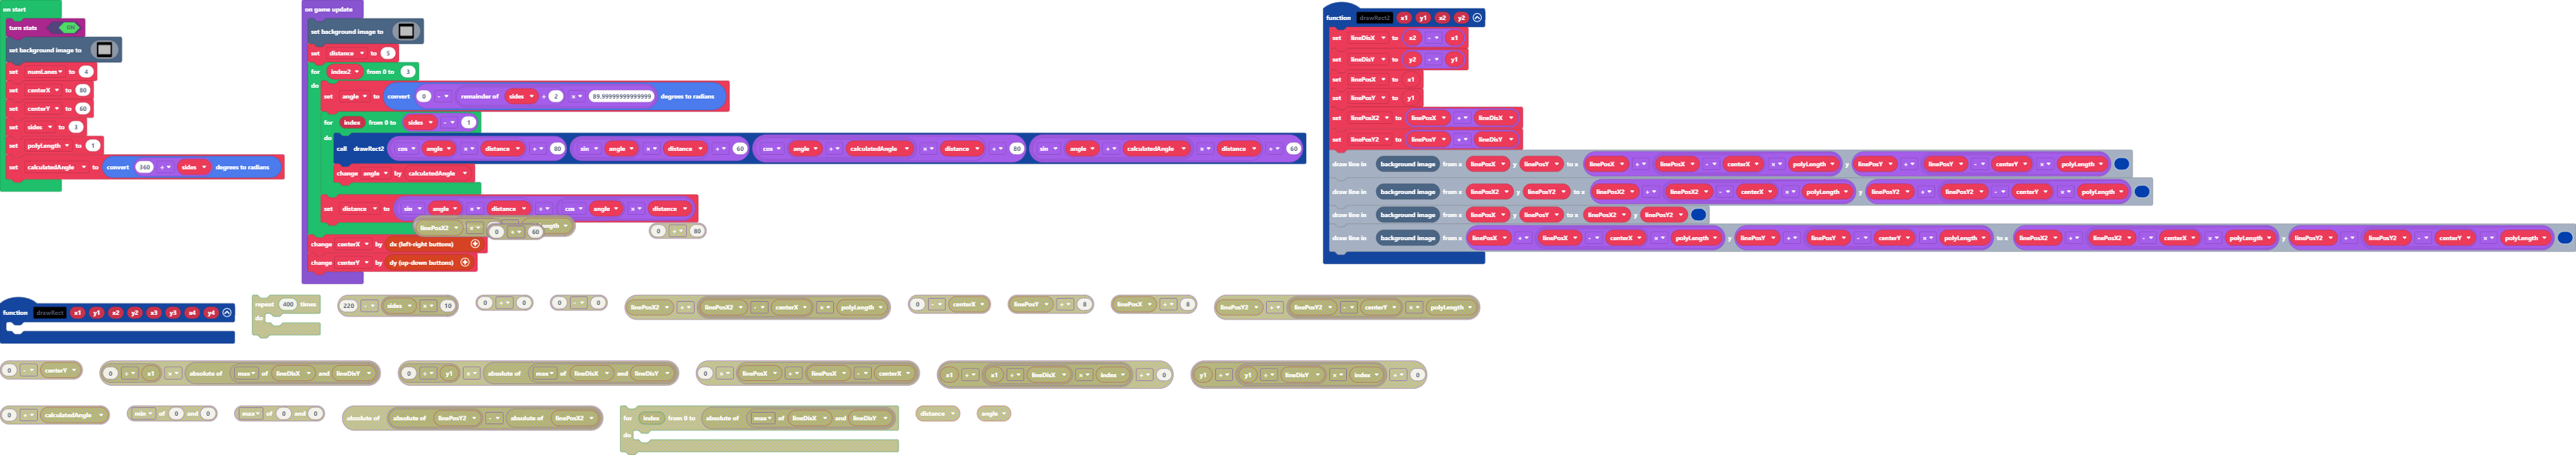 on start
turn stats ON
set background image to
set numLanus to 4
set centerX to 80
set centerY to 60
set sides to 3
set polyLength to 1
set calculatedAngle to convert 360 ÷ sides degrees to radians
on game update
set background image to
set distance to 5
for index2 from 0 to 3
do
set angle to convert 0 - remainder of sides ÷ 2 × 89.99999999999999 degrees to radians
for index from 0 to sides - 1
do
call drawRect2 cos angle × distance + 80 sin angle × distance + 60 cos angle + calculatedAngle × distance + 80 sin angle + calculatedAngle × distance + 60
change angle by calculatedAngle
set distance to sin angle × distance ÷ cos angle × distance
linePosX2 × ngth
0 + 60
0 + 80
change centerX by dx (left-right buttons)
change centerY by dy (up-down buttons)
function drawRect2 x1 y1 x2 y2
set lineDisX to x2 - x1
set lineDisY to y2 - y1
set linePosX to x1
set linePosY to y1
set linePosX2 to linePosX + lineDisX
set linePosY2 to linePosY + lineDisY
draw line in background image from x linePosX y linePosY to x linePosX + linePosX - centerX × polyLength y linePosY + linePosY - centerY × polyLength
draw line in background image from x linePosX2 y linePosY2 to x linePosX2 + linePosX2 - centerX × polyLength y linePosY2 + linePosY2 - centerY × polyLength
draw line in background image from x linePosX y linePosY to x linePosX2 y linePosY2
draw line in background image from x linePosX + linePosX - centerX × polyLength y linePosY + linePosY - centerY × polyLength to x linePosX2 + linePosX2 - centerX × polyLength y linePosY2 + linePosY2 - centerY × polyLength
function drawRect x1 y1 x2 y2 x3 y3 x4 y4
repeat 400 times
do
220 - sides × 10
0 + 0
0 - 0
linePosX2 + linePosX2 - centerX × polyLength
0 - centerX
linePosY + 8
linePosX + 8
linePosY2 + linePosY2 - centerY × polyLength
0 - centerY
0 + x1 × absolute of max of lineDisX and lineDisY
0 + y1 × absolute of max of lineDisX and lineDisY
0 × linePosX + linePosX - centerX
x1 + x1 + lineDisX × index ÷ 0
y1 + y1 + lineDisY × index ÷ 0
0 + calculatedAngle
min of 0 and 0
max of 0 and 0
absolute of absolute of linePosY2 - absolute of linePosX2
for index from 0 to absolute of max of lineDisX and lineDisY
do
distance
angle